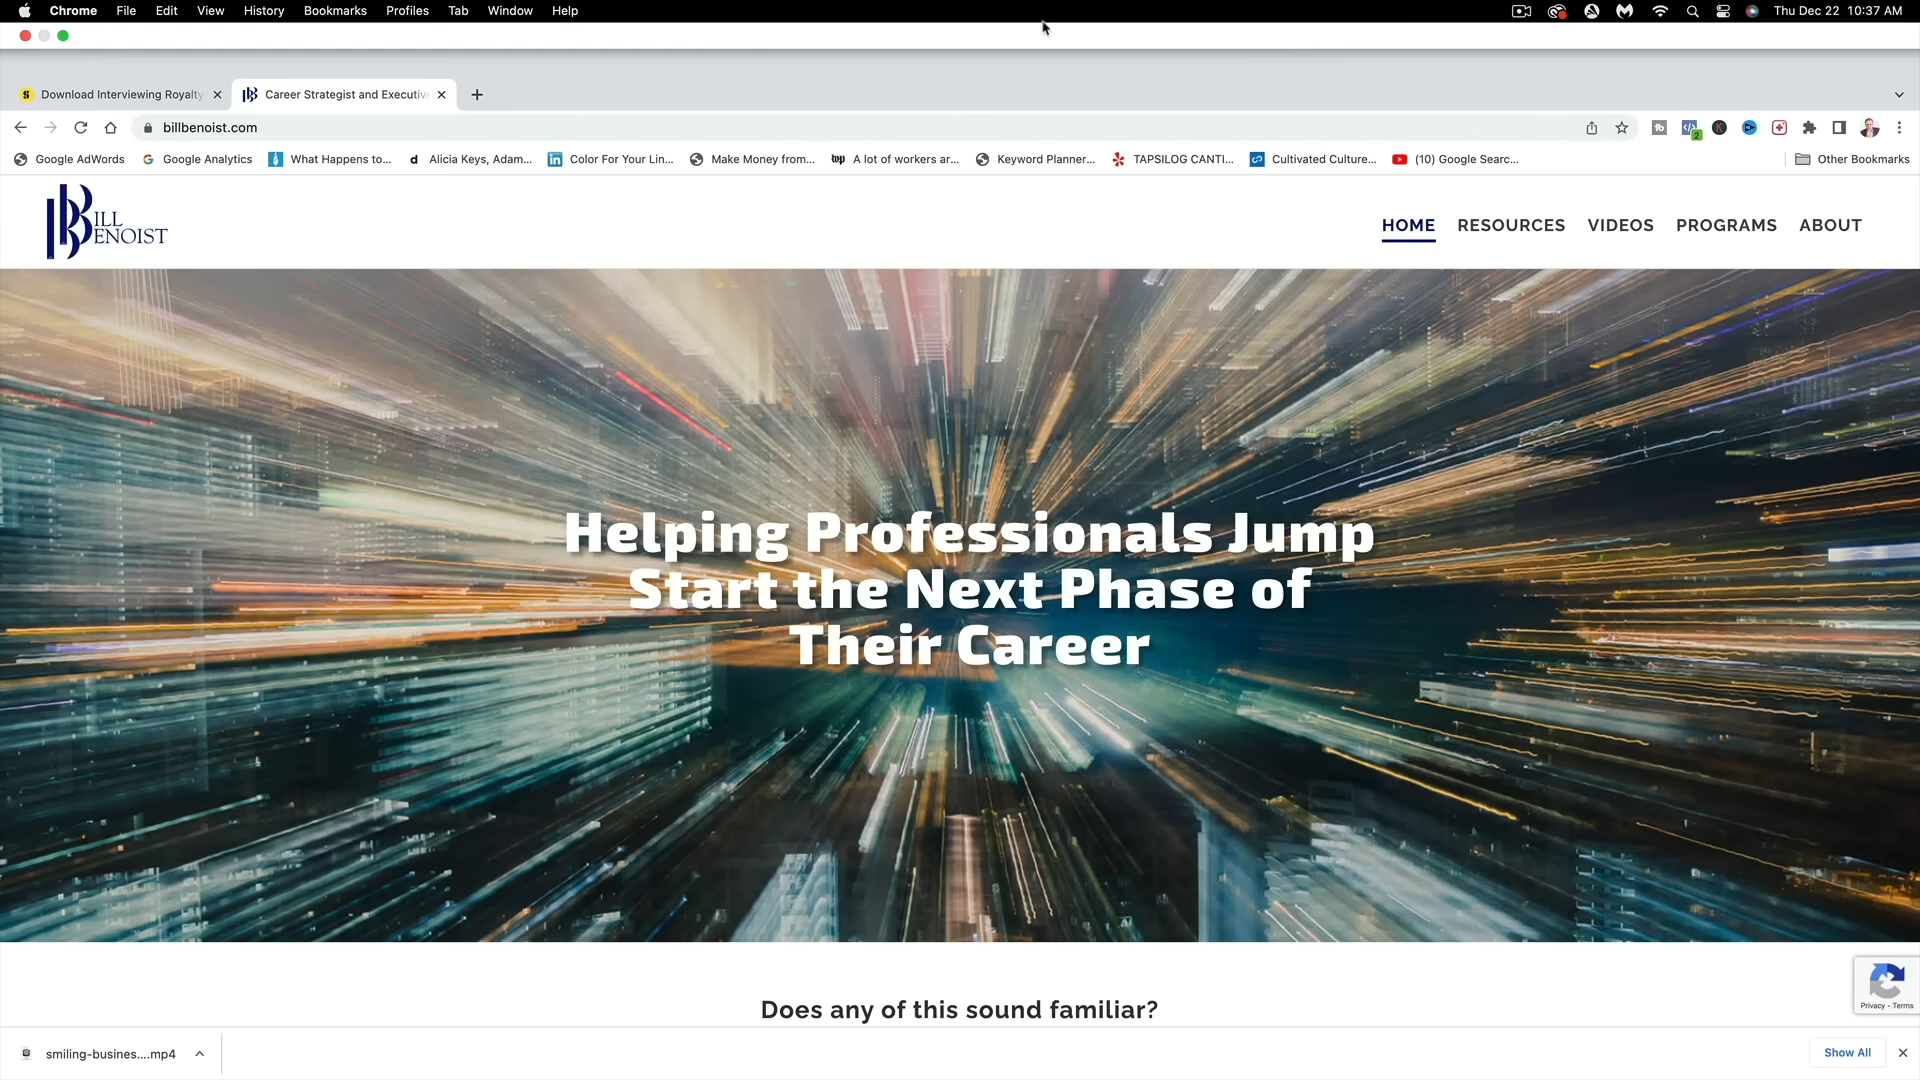 Chrome File Edit View History Bookmarks Profiles Tab Window Help Thu Dec 22 10:37 AM
Download Interviewing Royalty Career Strategist and Executiv
billbenoist.com
Google AdWords Google Analytics What Happens to... Alicia Keys, Adam... Color For Your Lin... Make Money from... A lot of workers ar... Keyword Planner... TAPSILOG CANTI... Cultivated Culture... (10) Google Searc... Other Bookmarks
BILL
BENOIST
HOME RESOURCES VIDEOS PROGRAMS ABOUT
Helping Professionals Jump
Start the Next Phase of
Their Career
Does any of this sound familiar?
Privacy - Terms
smiling-busines....mp4 Show All